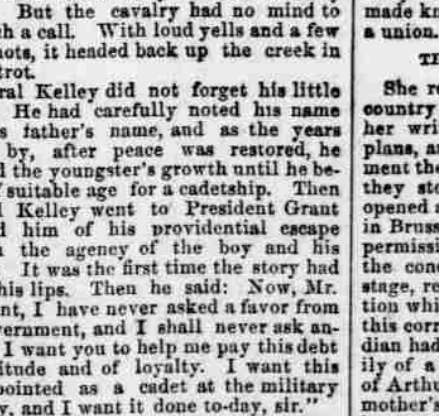 But the cavalry had no mind to
h a call. With loud yells and a few
hots, it headed back up the creek in
trot.
ral Kelley did not forget his little
He had carefully noted his name
s father's name, and as the years
by, after peace was restored, he
d the youngster's growth until he be-
suitable age for a cadetship. Then
l Kelley went to President Grant
d him of his providential escape
the agency of the boy and his
It was the first time the story had
his lips. Then he said: Now, Mr.
nt, I have never asked a favor from
vernment, and I shall never ask an-
I want you to help me pay this debt
itude and of loyalty. I want this
pointed as a cadet at the military
y, and I want it done to-day, sir."
made kn
a union.
TH
She re
country
her wri
plans, a
ment the
they sto
opened a
in Bruss
permissi
the con
stage, re
tion whi
this corr
dian had
ily of a
of Arthu
mother's